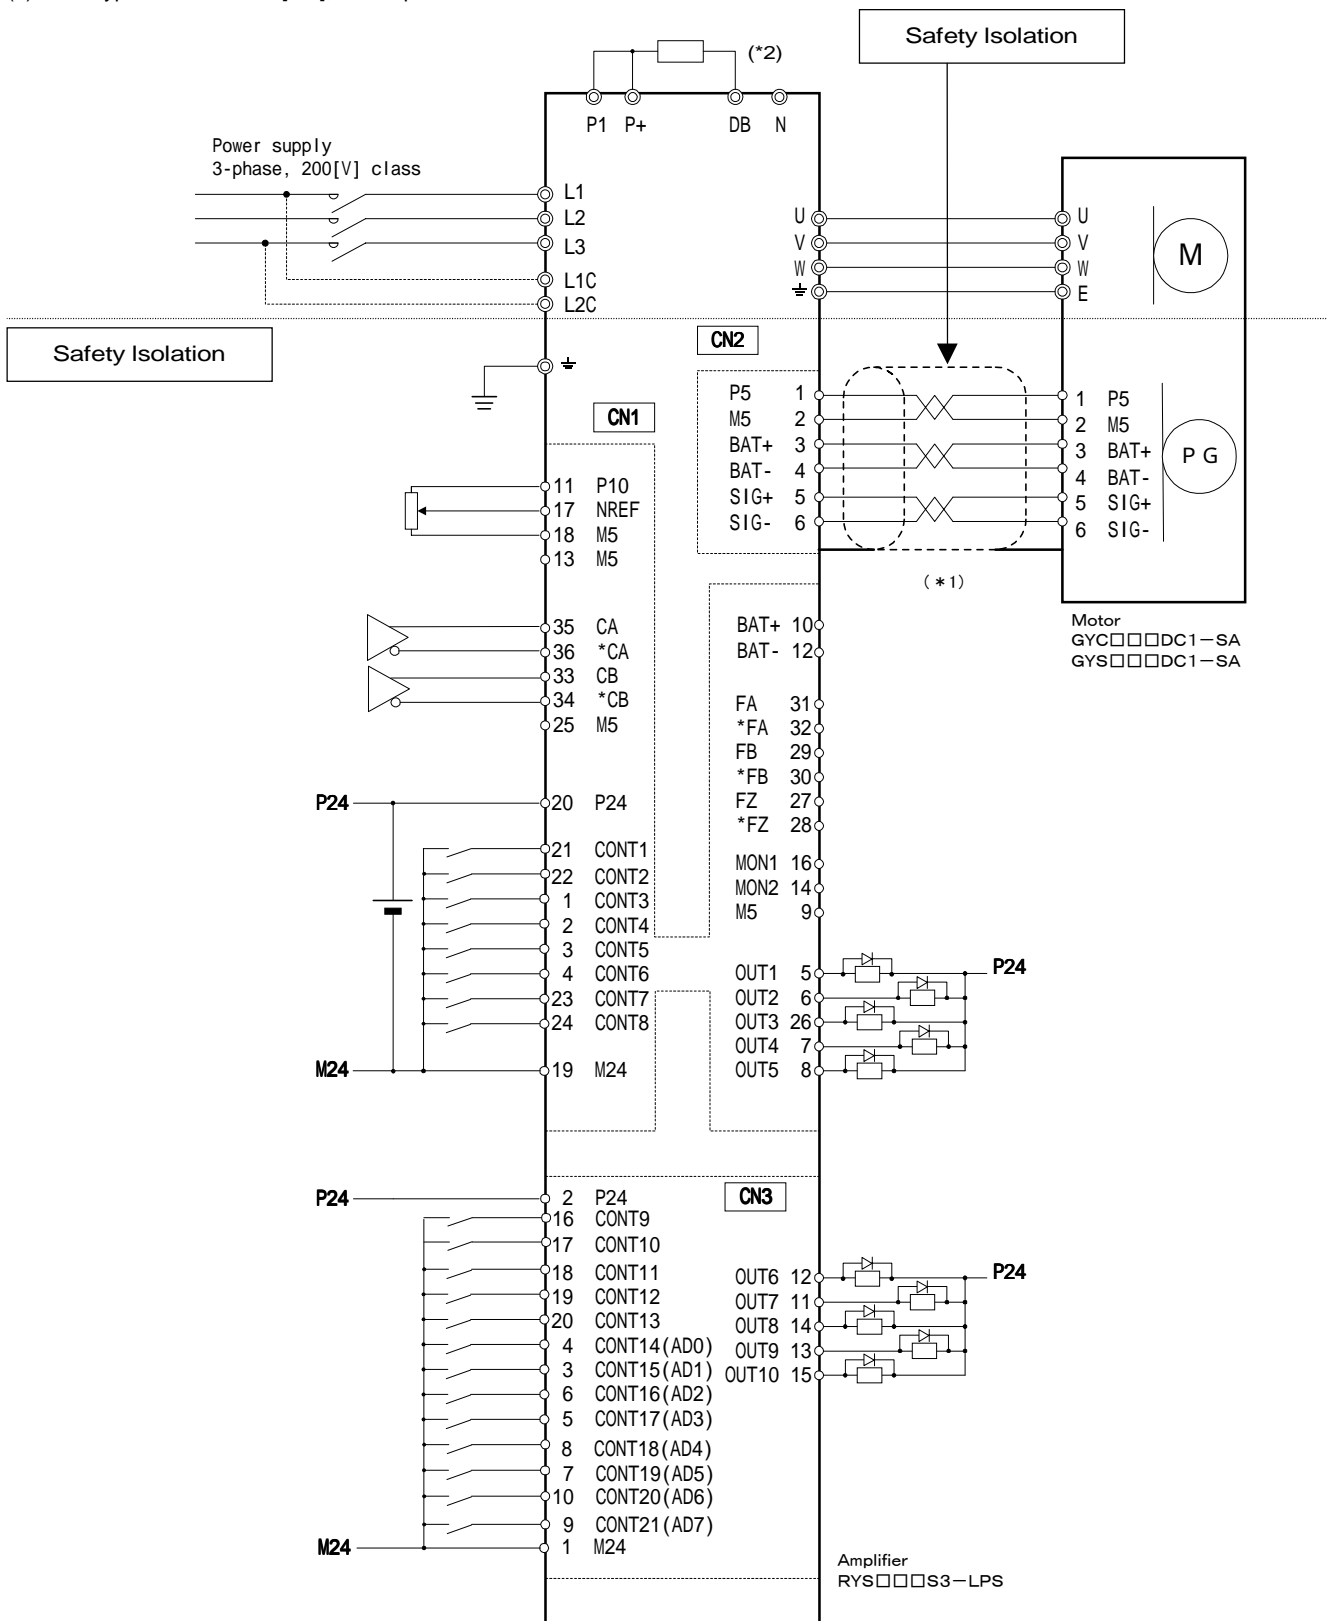 Safety Isolation
(*2)
P1 P+ DB N
Power supply
3-phase, 200[V] class
L1
L2
L3
L1C
L2C
U
V
W
U
V
W
E
M
Safety Isolation
CN2
P5 1
M5 2
BAT+ 3
BAT- 4
SIG+ 5
SIG- 6
1 P5
2 M5
3 BAT+
4 BAT-
5 SIG+
6 SIG-
P G
(*1)
Motor
GYC□□□DC1-SA
GYS□□□DC1-SA
CN1
11 P10
17 NREF
18 M5
13 M5
35 CA
36 *CA
33 CB
34 *CB
25 M5
P24
20 P24
21 CONT1
22 CONT2
1 CONT3
2 CONT4
3 CONT5
4 CONT6
23 CONT7
24 CONT8
M24
19 M24
BAT+ 10
BAT- 12
FA 31
*FA 32
FB 29
*FB 30
FZ 27
*FZ 28
MON1 16
MON2 14
M5 9
OUT1 5
OUT2 6
OUT3 26
OUT4 7
OUT5 8
P24
CN3
P24
2 P24
16 CONT9
17 CONT10
18 CONT11
19 CONT12
20 CONT13
4 CONT14(AD0)
3 CONT15(AD1)
6 CONT16(AD2)
5 CONT17(AD3)
8 CONT18(AD4)
7 CONT19(AD5)
10 CONT20(AD6)
9 CONT21(AD7)
M24
1 M24
OUT6 12
OUT7 11
OUT8 14
OUT9 13
OUT10 15
P24
Amplifier
RYS□□□S3-LPS